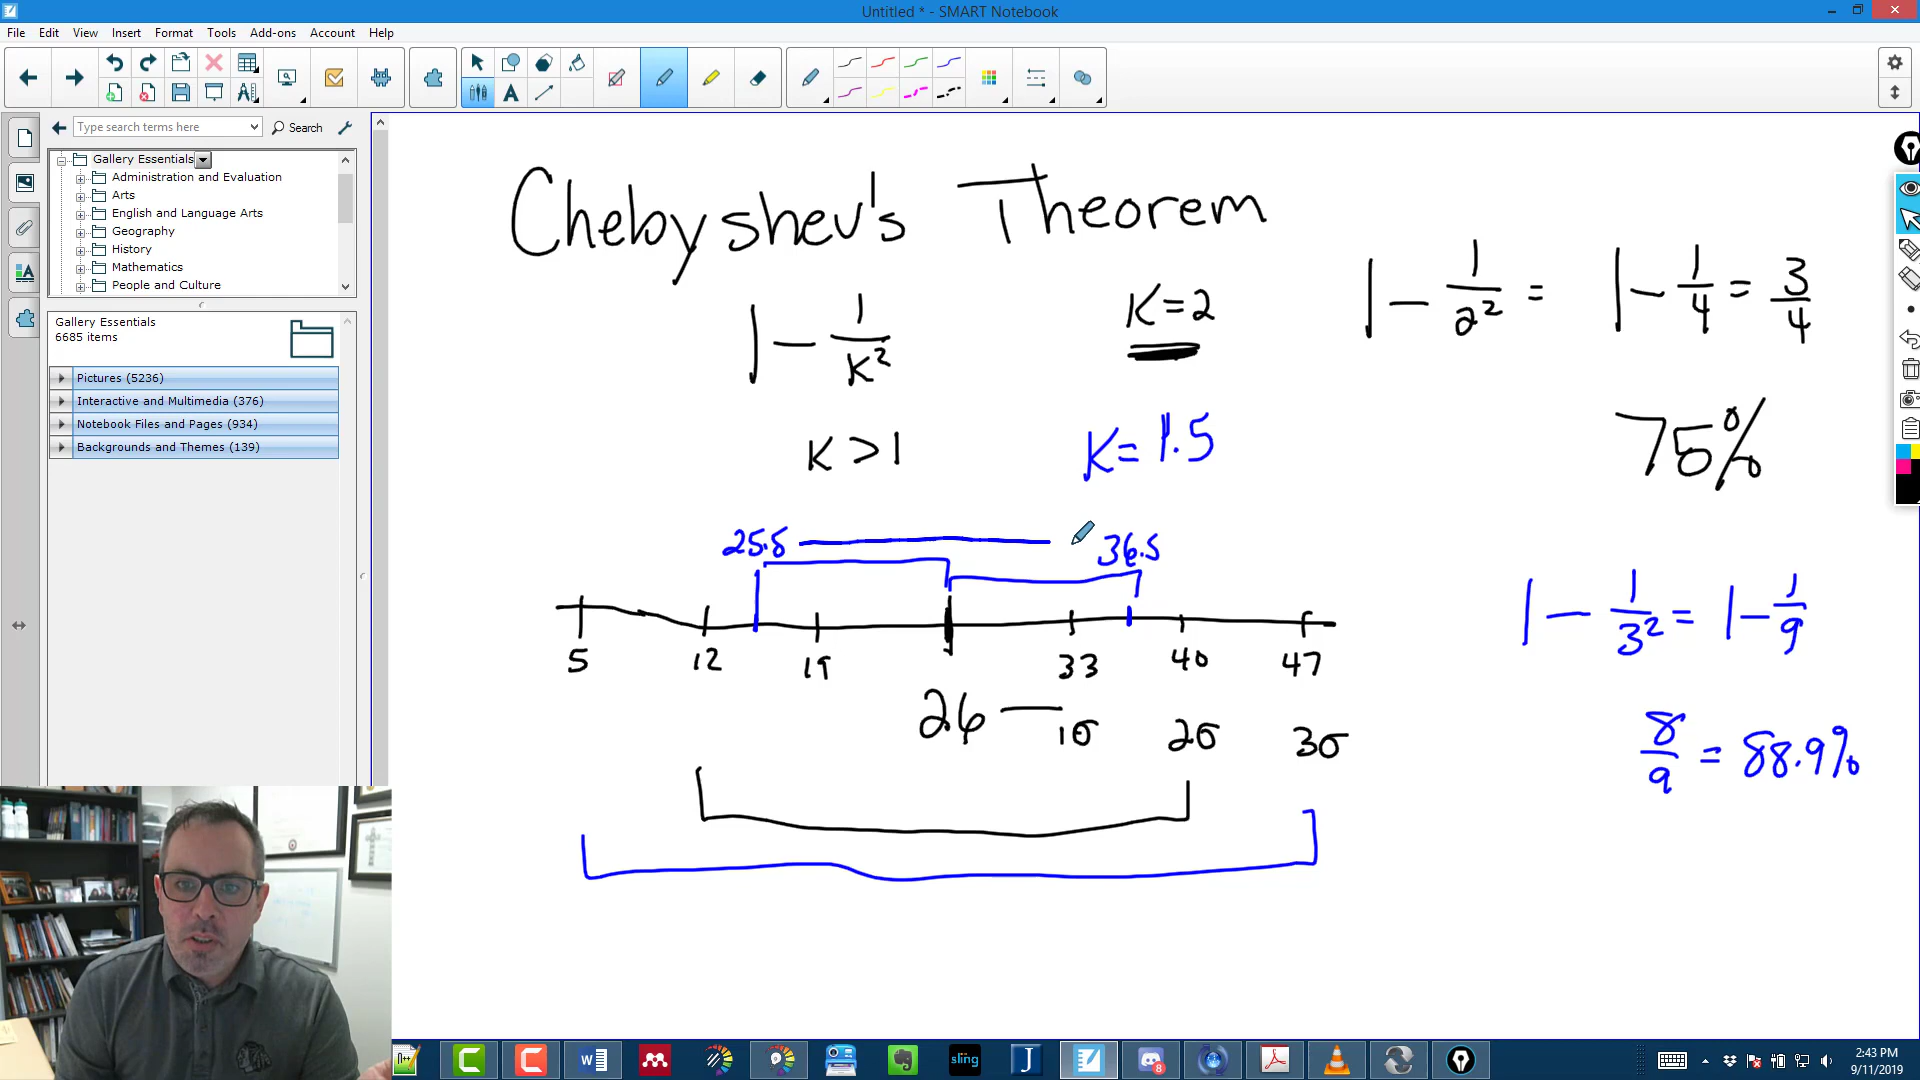 Untitled * - SMART Notebook
File Edit View Insert Format Tools Add-ons Account Help
Type search terms here
Search
Gallery Essentials
Administration and Evaluation
Arts
English and Language Arts
Geography
History
Mathematics
People and Culture
Gallery Essentials
6685 items
Pictures (5236)
Interactive and Multimedia (376)
Notebook Files and Pages (934)
Backgrounds and Themes (139)
Chebyshev's Theorem
1 - 1/K²
K=2
1 - 1/2² = 1 - 1/4 = 3/4
K > 1
K = 1.5
75%
25.5 36.5
5 12 19 33 40 47
26 1σ 2σ 3σ
1 - 1/3² = 1 - 1/9
8/9 = 88.9%
sling
J
8
2:43 PM
9/11/2019